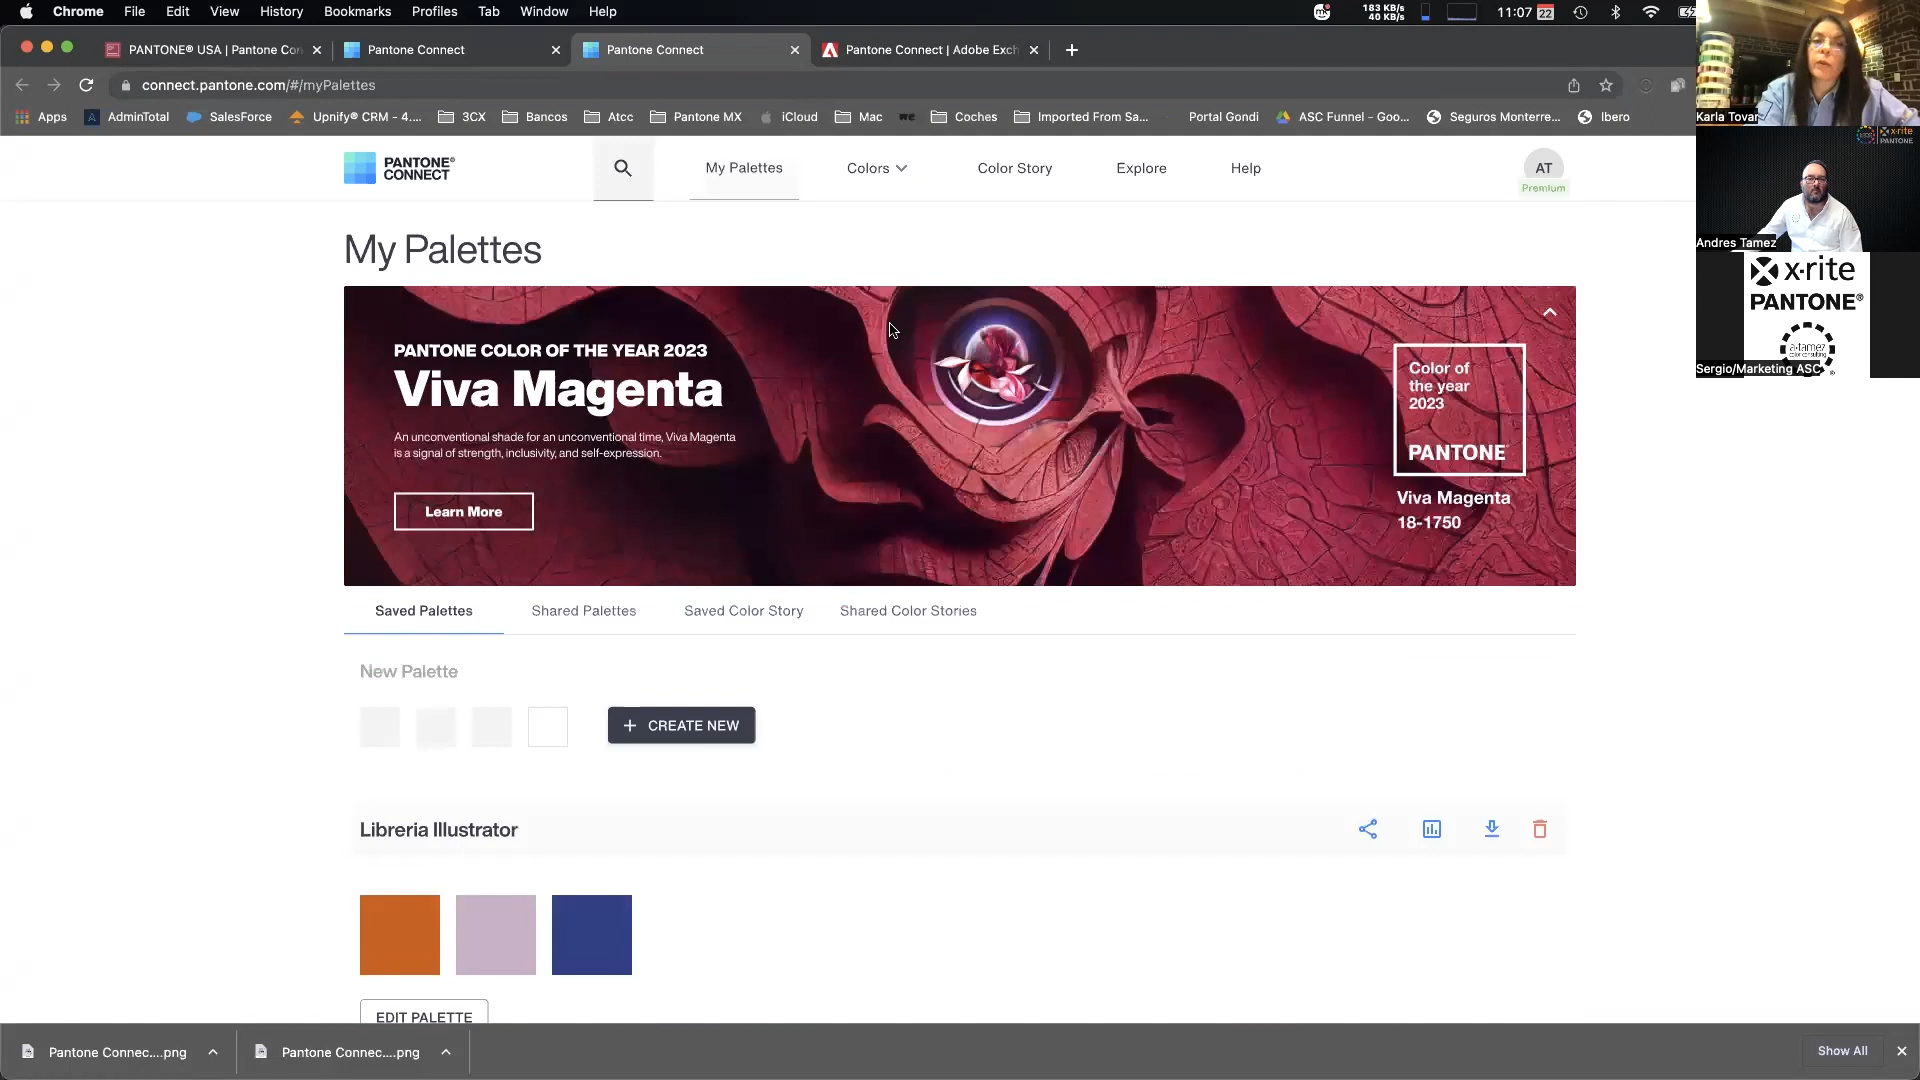 Chrome File Edit View History Bookmarks Profiles Tab Window Help
183 KB/s
40 KB/s
11:07 22
PANTONE® USA | Pantone Con
Pantone Connect
Pantone Connect
Pantone Connect | Adobe Exch
connect.pantone.com/#/myPalettes
Apps AdminTotal SalesForce Upnify® CRM - 4.... 3CX Bancos Atcc Pantone MX iCloud Mac we Coches Imported From Sa... Portal Gondi ASC Funnel – Goo... Seguros Monterre... Ibero
PANTONE®
CONNECT
My Palettes Colors Color Story Explore Help
AT
Premium
My Palettes
PANTONE COLOR OF THE YEAR 2023
Viva Magenta
An unconventional shade for an unconventional time, Viva Magenta
is a signal of strength, inclusivity, and self-expression.
Learn More
Color of
the year
2023
PANTONE
Viva Magenta
18-1750
Saved Palettes Shared Palettes Saved Color Story Shared Color Stories
New Palette
+ CREATE NEW
Libreria Illustrator
EDIT PALETTE
Pantone Connec....png
Pantone Connec....png
Show All
Karla Tovar
x-rite
PANTONE
Andres Tamez
x-rite
PANTONE®
a·tamez
color consulting
Sergio/Marketing ASC